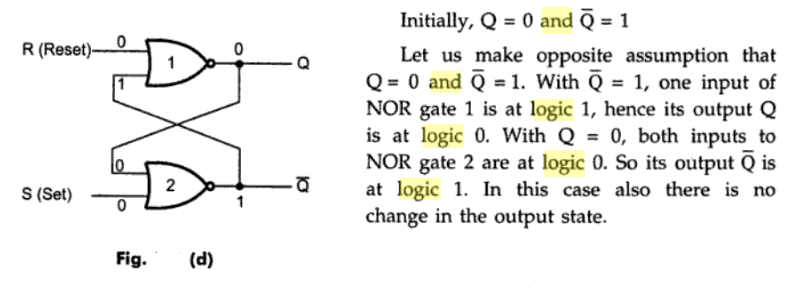 Initially, Q = 0 and Q̅ = 1
Let us make opposite assumption that
Q = 0 and Q̅ = 1. With Q̅ = 1, one input of
NOR gate 1 is at logic 1, hence its output Q
is at logic 0. With Q = 0, both inputs to
NOR gate 2 are at logic 0. So its output Q̅ is
at logic 1. In this case also there is no
change in the output state.
R (Reset)
0
1
1
0
Q
0
2
S (Set)
0
1
Q̅
Fig. (d)